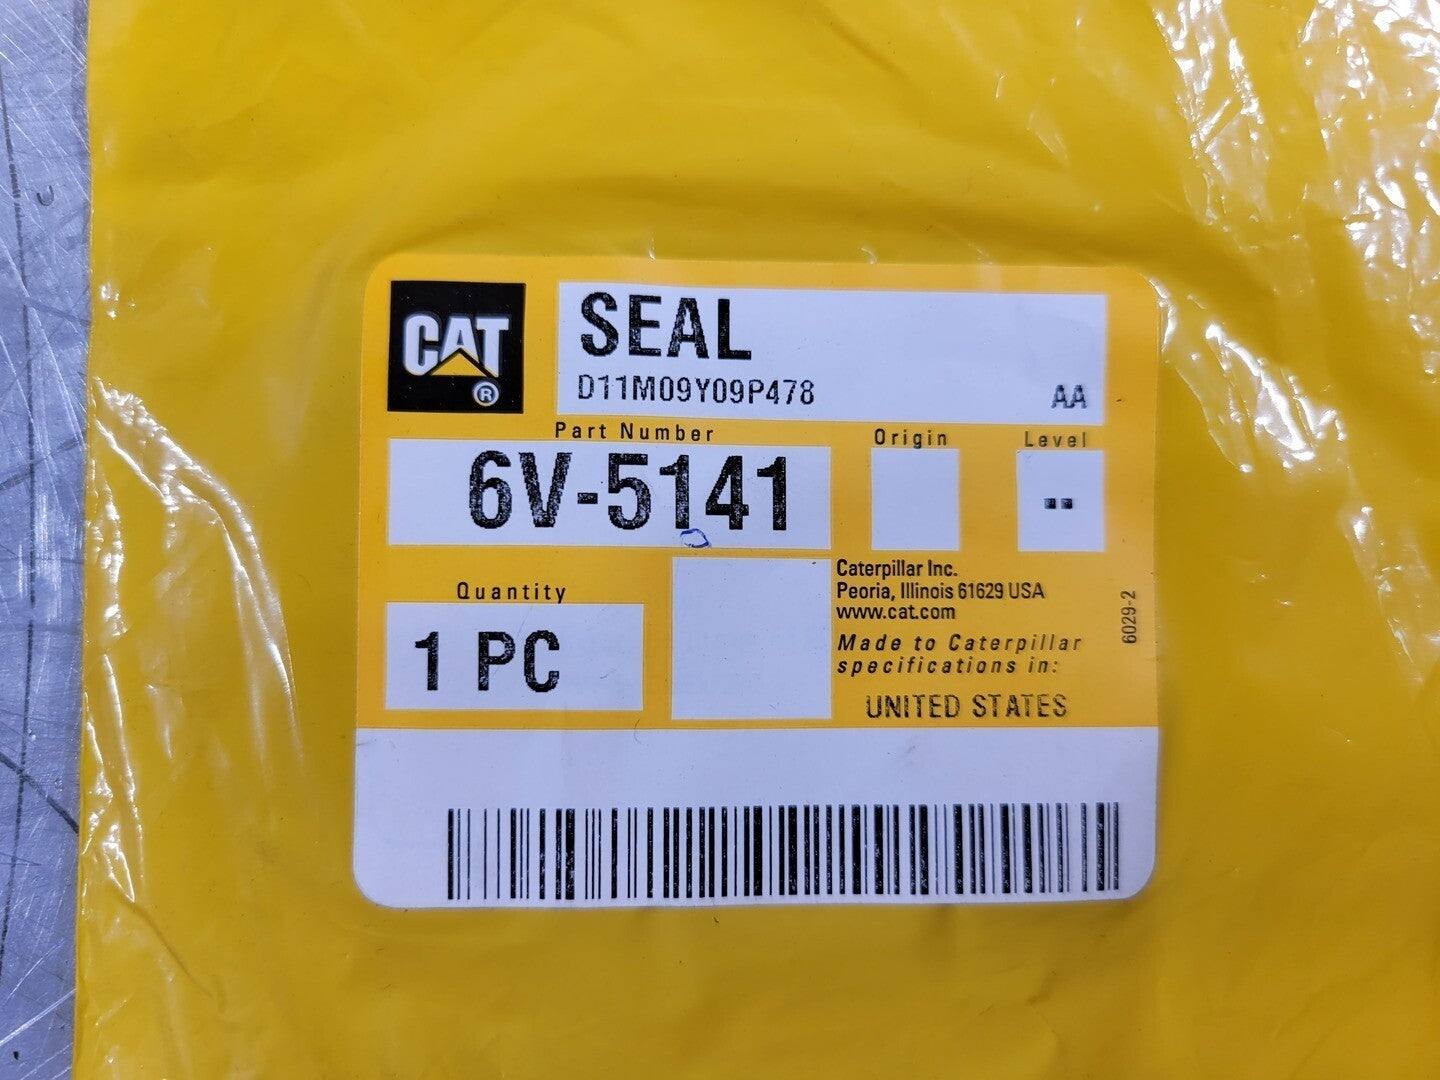 CAT
®
SEAL
D11M09Y09P478 AA
Part Number Origin Level
6V-5141 --
Quantity
1 PC
Caterpillar Inc.
Peoria, Illinois 61629 USA
www.cat.com
Made to Caterpillar
specifications in:
UNITED STATES
6029-2